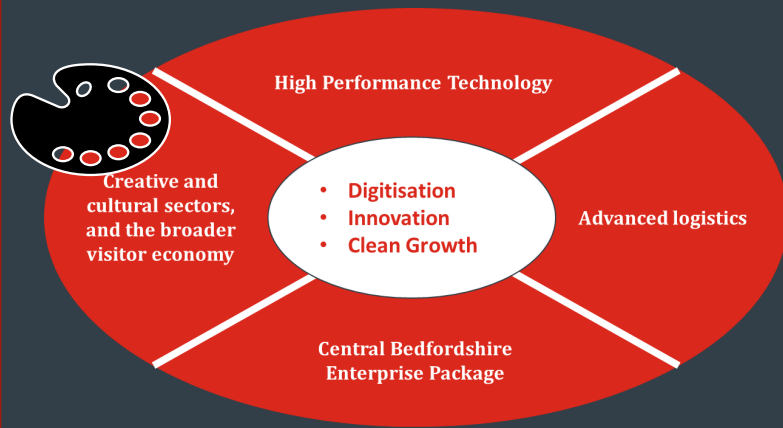 High Performance Technology
Creative and
cultural sectors,
and the broader
visitor economy
• Digitisation
• Innovation
• Clean Growth
Advanced logistics
Central Bedfordshire
Enterprise Package